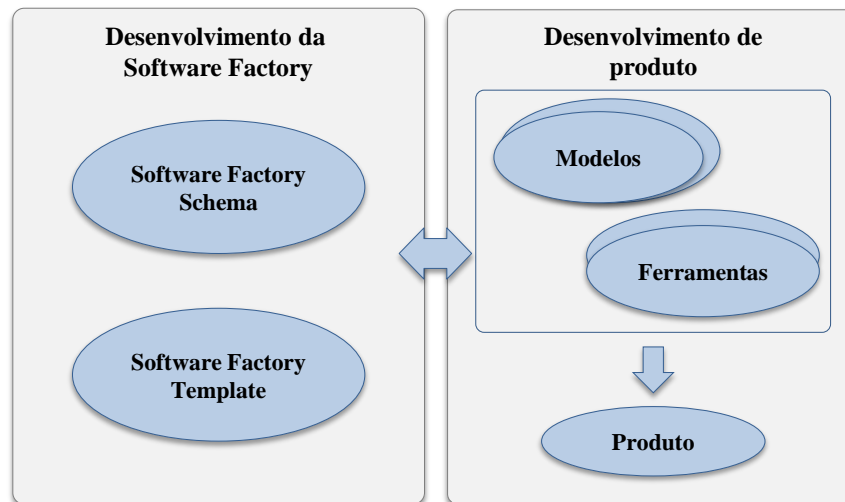 Desenvolvimento da
Software Factory
Software Factory
Schema
Software Factory
Template
Desenvolvimento de
produto
Modelos
Ferramentas
Produto